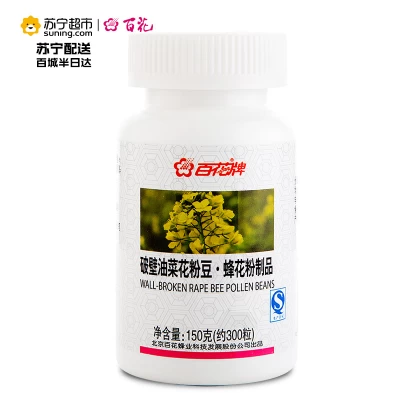 苏宁超市 百花
suning.com
苏宁配送
百城半日达
百花牌
破壁油菜花粉豆·蜂花粉制品
WALL-BROKEN RAPE BEE POLLEN BEANS
净含量：150克(约300粒)
北京百花蜂业科技发展股份公司出品